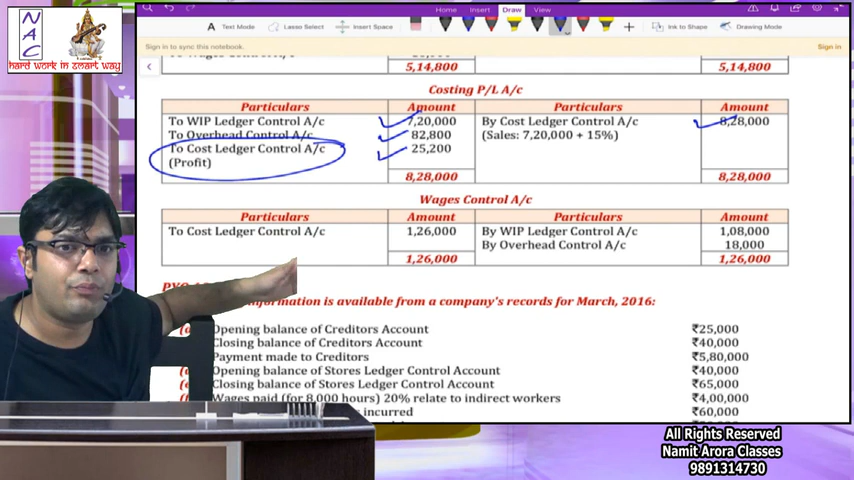 NAC
hard work in smart way
Home Insert Draw View
Text Mode Lasso Select Insert Space Ink to Shape Drawing Mode
Sign in to sync this notebook. Sign in
5,14,800 5,14,800
Costing P/L A/c
Particulars Amount Particulars Amount
To WIP Ledger Control A/c 7,20,000 By Cost Ledger Control A/c 8,28,000
To Overhead Control A/c 82,800 (Sales: 7,20,000 + 15%)
To Cost Ledger Control A/c 25,200
(Profit)
8,28,000 8,28,000
Wages Control A/c
Particulars Amount Particulars Amount
To Cost Ledger Control A/c 1,26,000 By WIP Ledger Control A/c 1,08,000
By Overhead Control A/c 18,000
1,26,000 1,26,000
information is available from a company's records for March, 2016:
Opening balance of Creditors Account ₹25,000
Closing balance of Creditors Account ₹40,000
Payment made to Creditors ₹5,80,000
Opening balance of Stores Ledger Control Account ₹40,000
Closing balance of Stores Ledger Control Account ₹65,000
Wages paid (for 8,000 hours) 20% relate to indirect workers ₹4,00,000
incurred ₹60,000
All Rights Reserved
Namit Arora Classes
9891314730